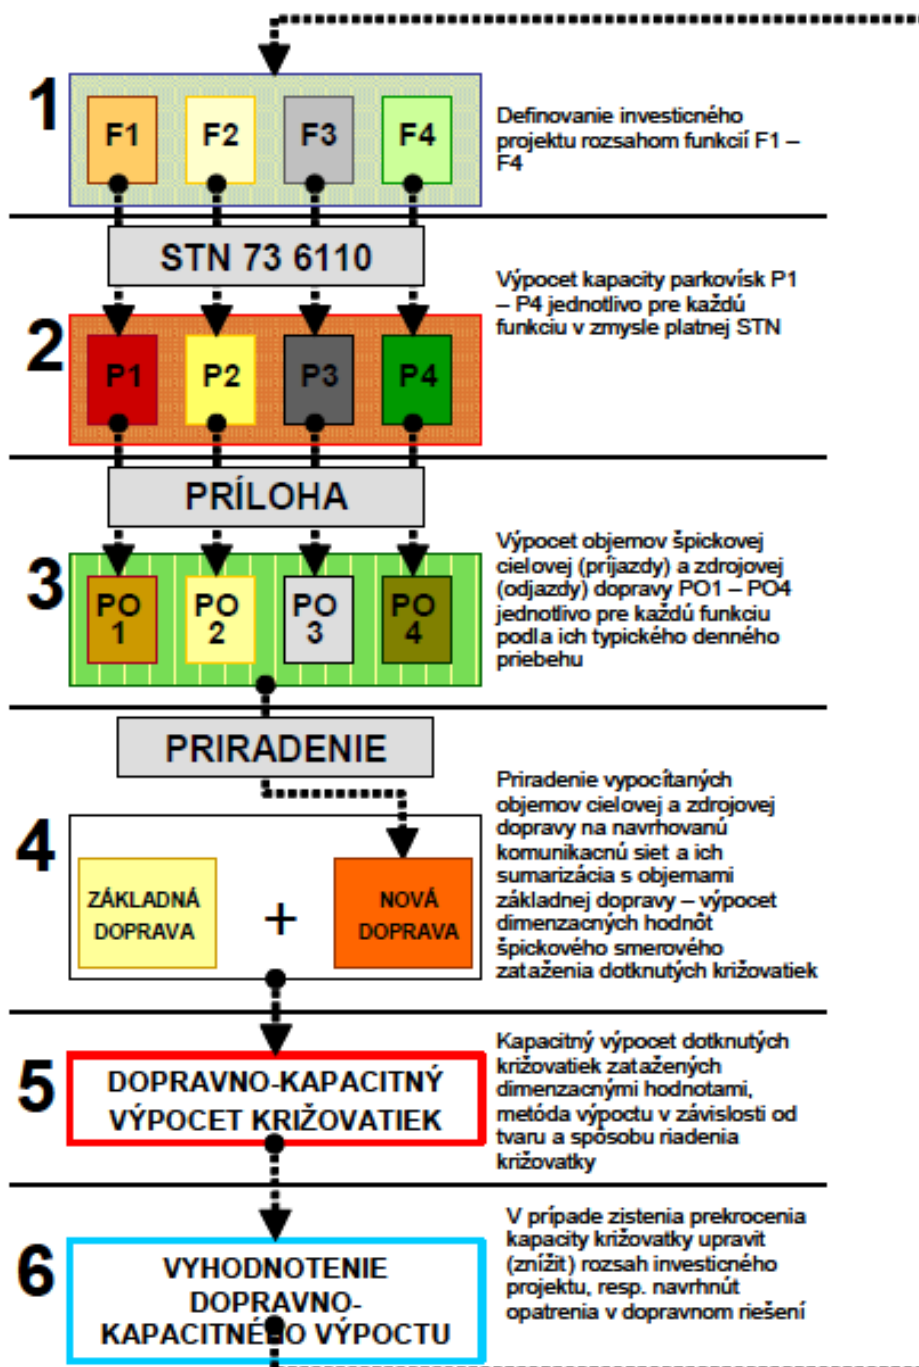 1
F1 F2 F3 F4
Definovanie investicného
projektu rozsahom funkcií F1 –
F4
STN 73 6110
Výpocet kapacity parkovísk P1
– P4 jednotlivo pre každú
funkciu v zmysle platnej STN
2
P1 P2 P3 P4
PRÍLOHA
Výpocet objemov špickovej
cielovej (príjazdy) a zdrojovej
(odjazdy) dopravy PO1 – PO4
jednotlivo pre každú funkciu
podla ich typického denného
priebehu
3
PO PO PO PO
1 2 3 4
PRIRADENIE
Priradenie vypocítaných
objemov cielovej a zdrojovej
dopravy na navrhovanú
komunikacnú siet a ich
sumarizácia s objemami
základnej dopravy – výpocet
dimenzacných hodnôt
špickového smerového
zataženia dotknutých križovatiek
4
ZÁKLADNÁ
DOPRAVA
+
NOVÁ
DOPRAVA
5
DOPRAVNO-KAPACITNÝ
VÝPOCET KRIŽOVATIEK
Kapacitný výpocet dotknutých
križovatiek zatažených
dimenzacnými hodnotami,
metóda výpoctu v závislosti od
tvaru a spôsobu riadenia
križovatky
6
VYHODNOTENIE
DOPRAVNO-
KAPACITNÉHO VÝPOCTU
V prípade zistenia prekrocenia
kapacity križovatky upravit
(znížit) rozsah investicného
projektu, resp. navrhnút
opatrenia v dopravnom riešení